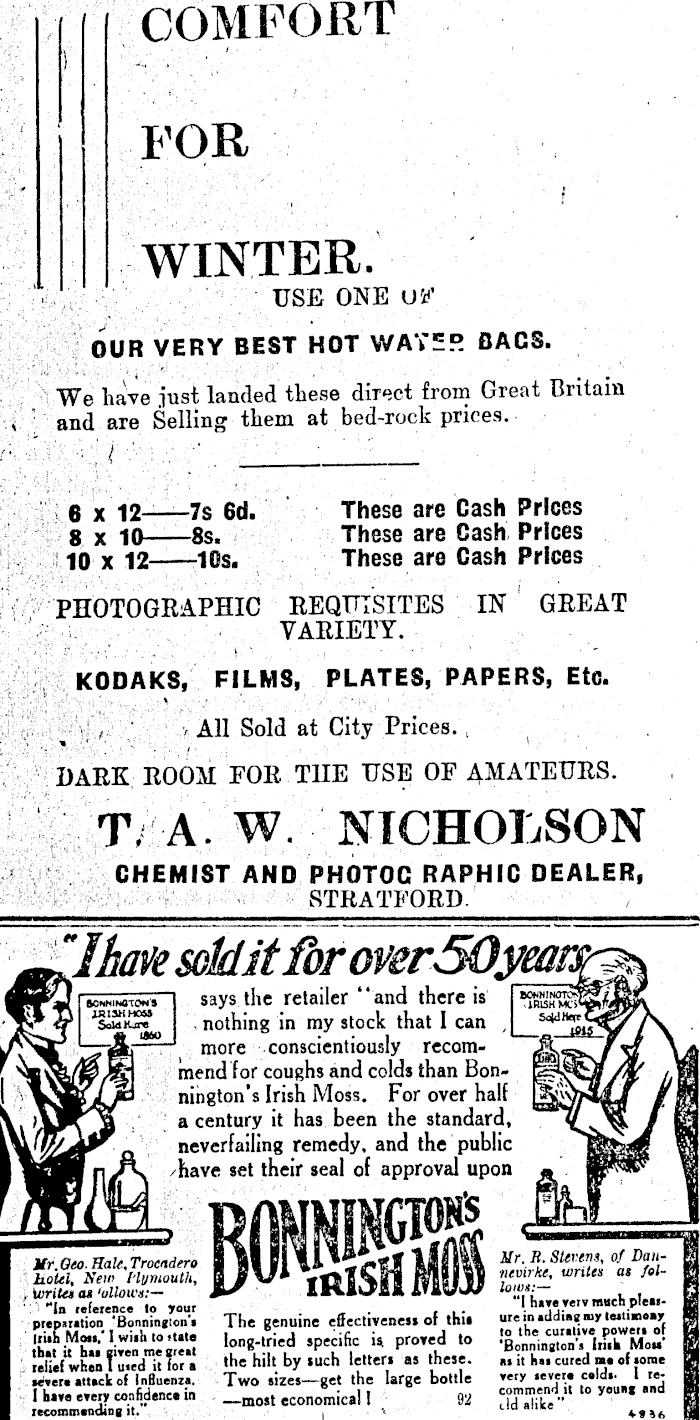 COMFORT
FOR
WINTER.
USE ONE OF
OUR VERY BEST HOT WATER BAGS.
We have just landed these direct from Great Britain
and are Selling them at bed-rock prices.
6 x 12——7s 6d. These are Cash Prices
8 x 10——8s. These are Cash Prices
10 x 12——10s. These are Cash Prices
PHOTOGRAPHIC REQUISITES IN GREAT
VARIETY.
KODAKS, FILMS, PLATES, PAPERS, Etc.
All Sold at City Prices.
DARK ROOM FOR THE USE OF AMATEURS.
T. A. W. NICHOLSON
CHEMIST AND PHOTOG RAPHIC DEALER,
STRATFORD.
"I have sold it for over 50 years
BONNINGTON'S
IRISH MOSS
Sold Here
1860
says the retailer "and there is
nothing in my stock that I can
more conscientiously recom-
mend for coughs and colds than Bon-
nington's Irish Moss. For over half
a century it has been the standard,
neverfailing remedy, and the public
have set their seal of approval upon
BONNINGTON'S
IRISH MOSS
BONNINGTON
IRISH MOS
Sold Here
1915
Mr. Geo. Hale, Trocadero
Hotel, New Plymouth,
writes as follows:—
"In reference to your
preparation 'Bonnington's
Irish Moss,' I wish to state
that it has given me great
relief when I used it for a
severe attack of Influenza.
I have every confidence in
recommending it."
The genuine effectiveness of this
long-tried specific is proved to
the hilt by such letters as these.
Two sizes—get the large bottle
—most economical! 92
Mr. R. Stevens, of Dan-
nevirke, writes as fol-
lows:—
"I have very much pleas-
ure in adding my testimony
to the curative powers of
'Bonnington's Irish Moss'
as it has cured me of some
very severe colds. I re-
commend it to young and
old alike"
4936